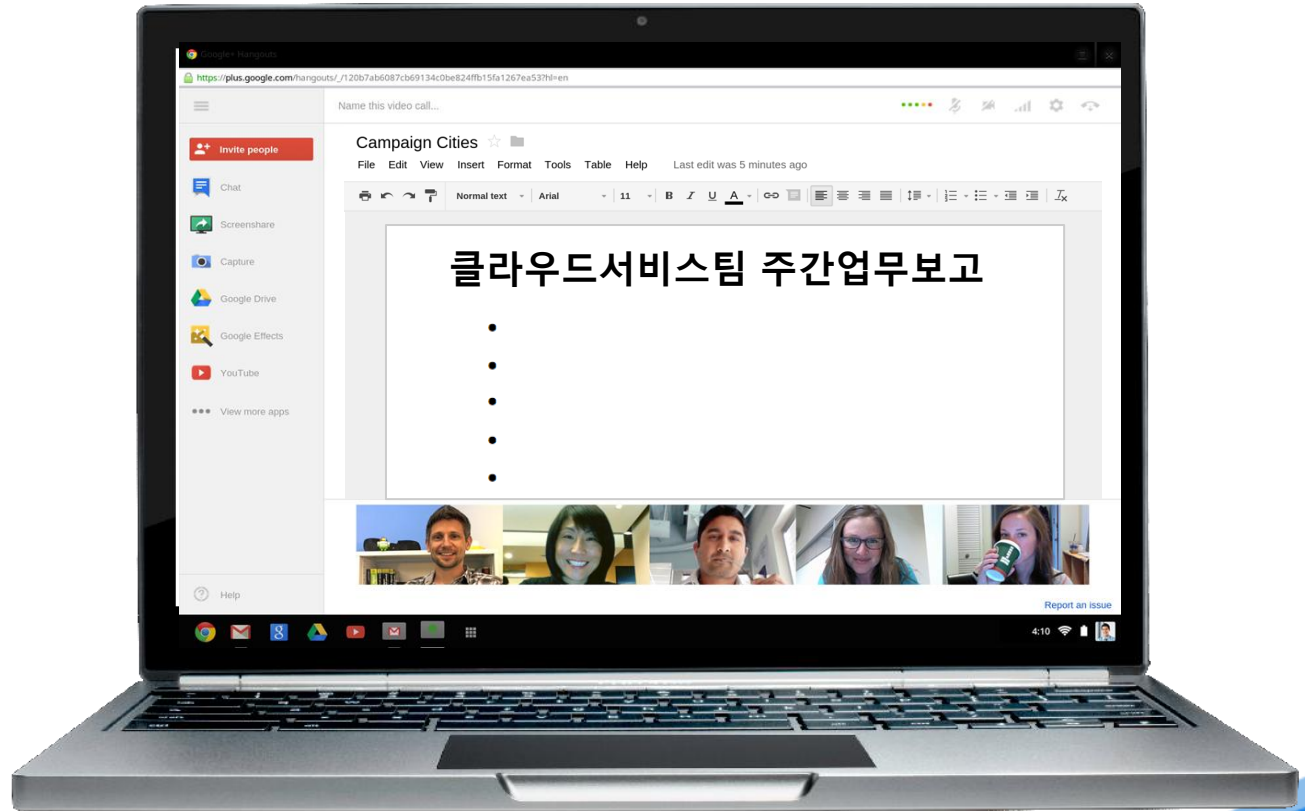 Google+ Hangouts
https://plus.google.com/hangouts/_/120b7ab6087cb69134c0be824ffb15fa1267ea53?hl=en
Name this video call...
Invite people
Chat
Screenshare
Capture
Google Drive
Google Effects
YouTube
View more apps
Help
Campaign Cities
File Edit View Insert Format Tools Table Help Last edit was 5 minutes ago
Normal text Arial 11 B I U A
클라우드서비스팀 주간업무보고
Report an issue
4:10